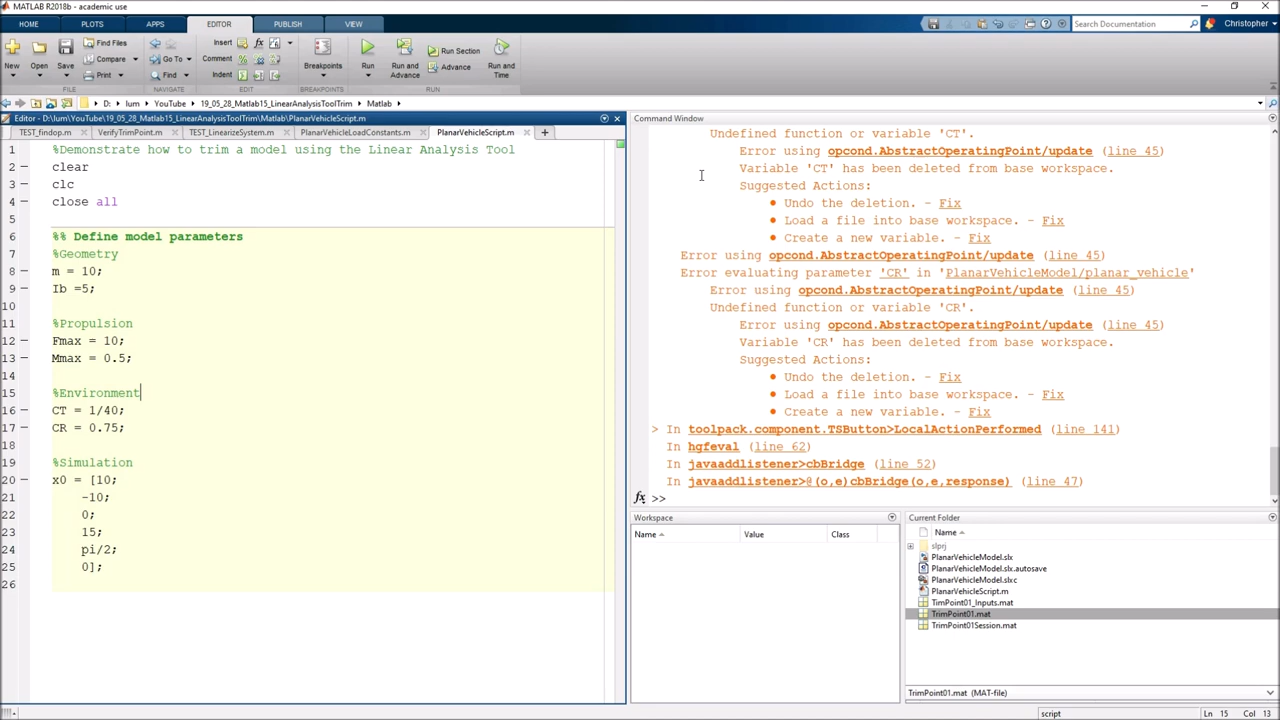 MATLAB R2018b - academic use
HOME PLOTS APPS EDITOR PUBLISH VIEW
Search Documentation Christopher
New Open Save Find Files Compare Print
Go To Find
Insert Comment Indent
Breakpoints Run Run and Advance Run Section Advance Run and Time
FILE NAVIGATE EDIT BREAKPOINTS RUN
D: Ium YouTube 19_05_28_Matlab15_LinearAnalysisToolTrim Matlab
Editor - D:\Ium\YouTube\19_05_28_Matlab15_LinearAnalysisToolTrim\Matlab\PlanarVehicleScript.m
TEST_findop.m VerifyTrimPoint.m TEST_LinearizeSystem.m PlanarVehicleLoadConstants.m PlanarVehicleScript.m
1 %Demonstrate how to trim a model using the Linear Analysis Tool
2 clear
3 clc
4 close all
5
6 %% Define model parameters
7 %Geometry
8 m = 10;
9 Ib =5;
10
11 %Propulsion
12 Fmax = 10;
13 Mmax = 0.5;
14
15 %Environment
16 CT = 1/40;
17 CR = 0.75;
18
19 %Simulation
20 x0 = [10;
21 -10;
22 0;
23 15;
24 pi/2;
25 0];
26
Command Window
Undefined function or variable 'CT'.
Error using opcond.AbstractOperatingPoint/update (line 45)
Variable 'CT' has been deleted from base workspace.
Suggested Actions:
• Undo the deletion. - Fix
• Load a file into base workspace. - Fix
• Create a new variable. - Fix
Error using opcond.AbstractOperatingPoint/update (line 45)
Error evaluating parameter 'CR' in 'PlanarVehicleModel/planar_vehicle'
Error using opcond.AbstractOperatingPoint/update (line 45)
Undefined function or variable 'CR'.
Error using opcond.AbstractOperatingPoint/update (line 45)
Variable 'CR' has been deleted from base workspace.
Suggested Actions:
• Undo the deletion. - Fix
• Load a file into base workspace. - Fix
• Create a new variable. - Fix
> In toolpack.component.TSButton>LocalActionPerformed (line 141)
In hgfeval (line 62)
In javaaddlistener>cbBridge (line 52)
In javaaddlistener>@(o,e)cbBridge(o,e,response) (line 47)
fx >>
Workspace
Name Value Class
Current Folder
Name
slprj
PlanarVehicleModel.slx
PlanarVehicleModel.slx.autosave
PlanarVehicleModel.slxc
PlanarVehicleScript.m
TimPoint01_Inputs.mat
TrimPoint01.mat
TrimPoint01Session.mat
TrimPoint01.mat (MAT-file)
script Ln 15 Col 13